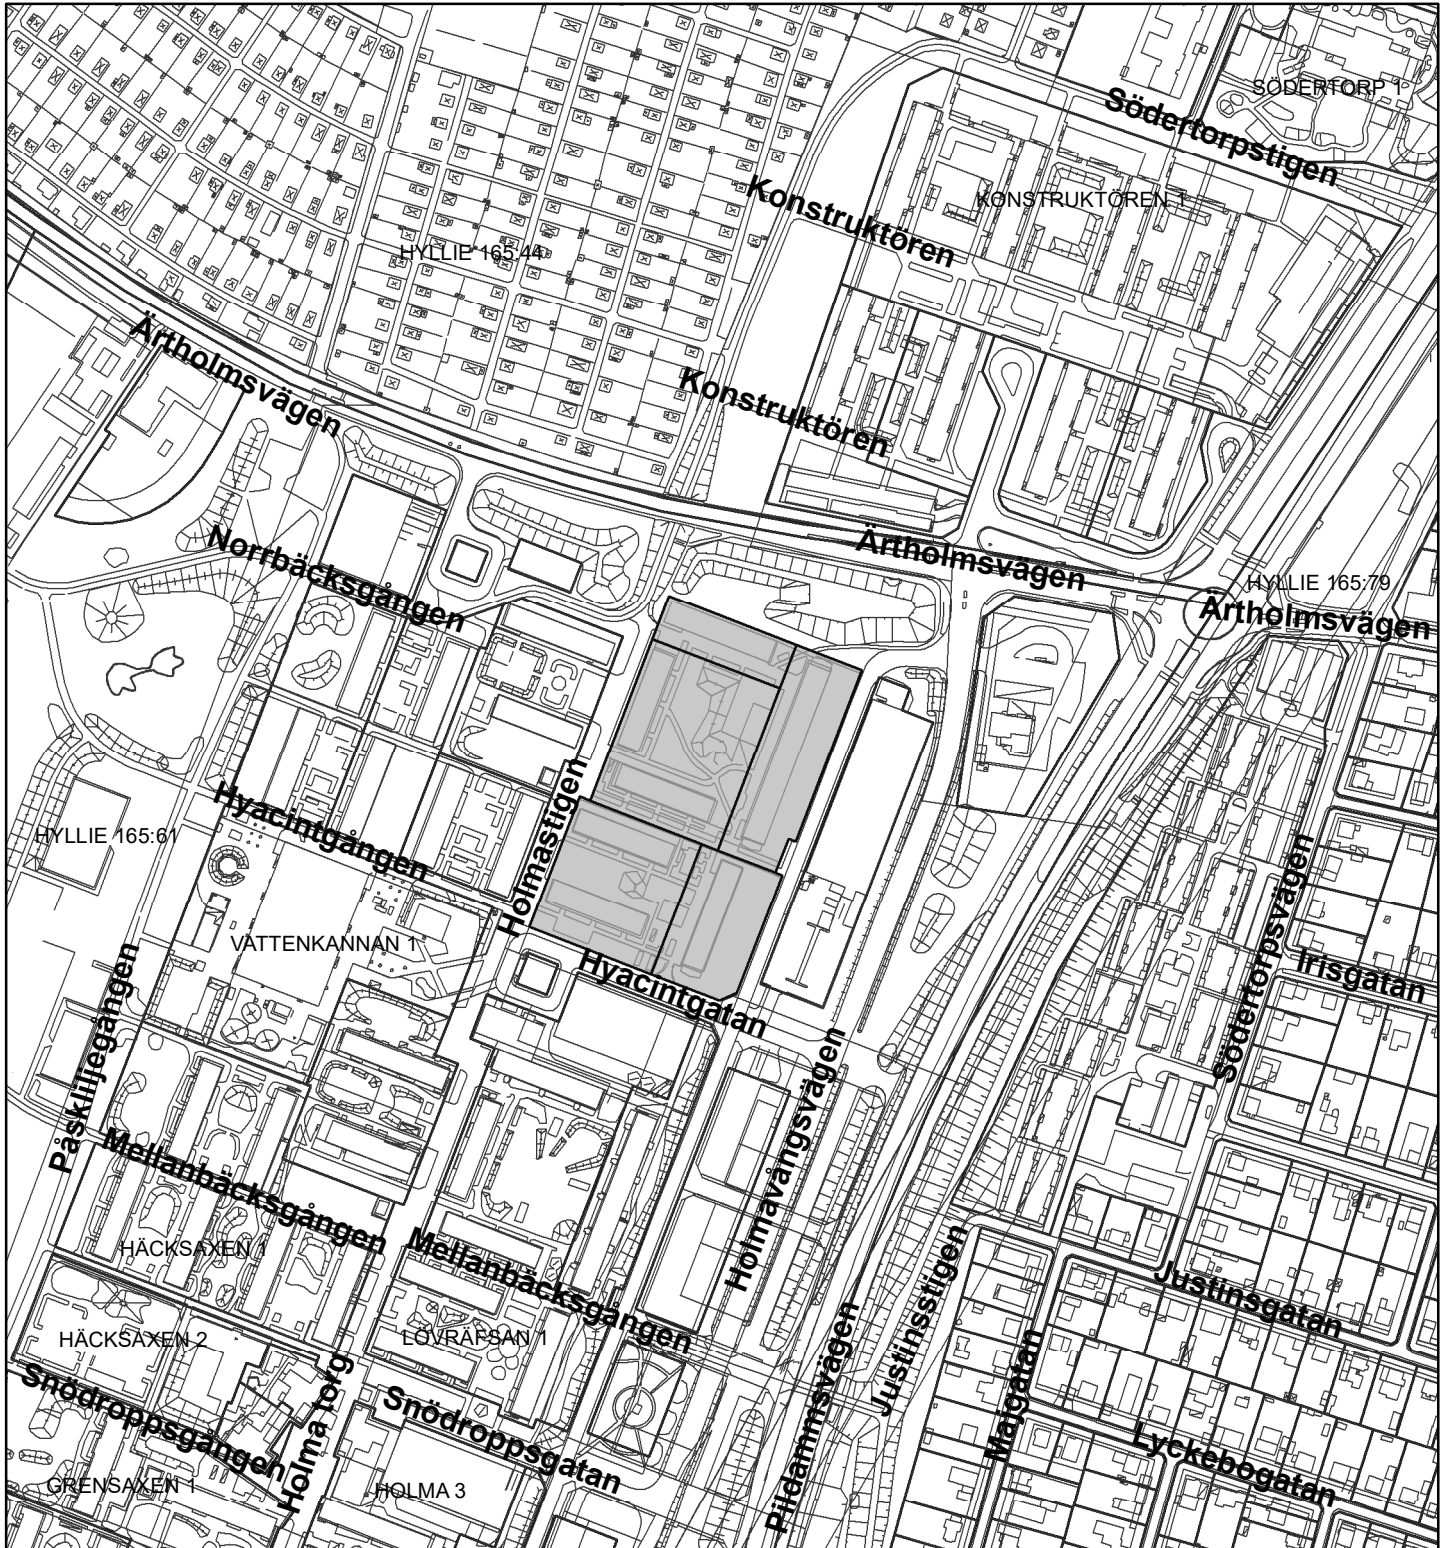 SÖDERTORP 1
Södertorpstigen
Konstruktören
KONSTRUKTÖREN 1
HYLLIE 165:44
Ärtholmsvägen
Konstruktören
Norrbäcksgången
Ärtholmsvägen
HYLLIE 165:79
Ärtholmsvägen
Hyacintgången
HYLLIE 165:61
Holmastigen
Södertorpsvägen
VATTENKANNAN 1
Hyacintgatan
Irisgatan
Påskliljegången
Holmavångsvägen
Mellanbäcksgången
HÄCKSAXEN 1
Mellanbäcksgången
Justinsstigen
Justinsgatan
HÄCKSAXEN 2
LÖVRÄFSAN 1
Majgatan
Snödroppsgången
Holma torg
Snödroppsgatan
Pildammsvägen
Lyckebogatan
GRENSAXEN 1
HOLMA 3